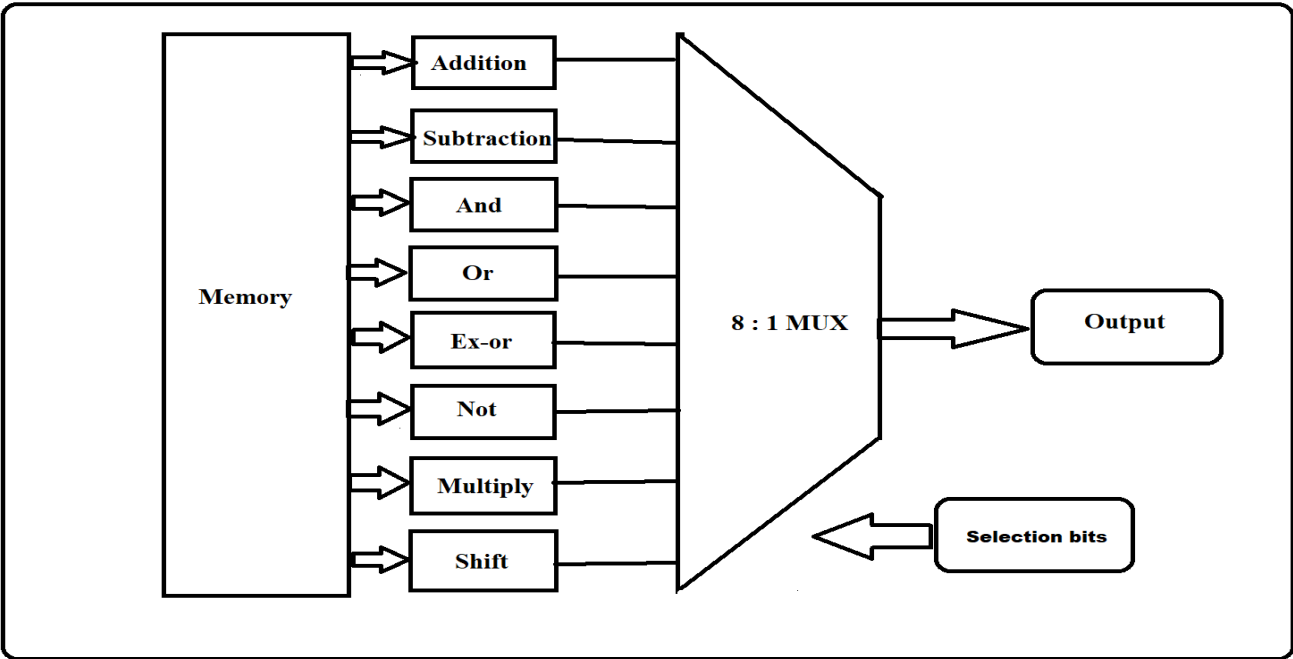 Memory
Addition
Subtraction
And
Or
Ex-or
Not
Multiply
Shift
8 : 1 MUX
Output
Selection bits